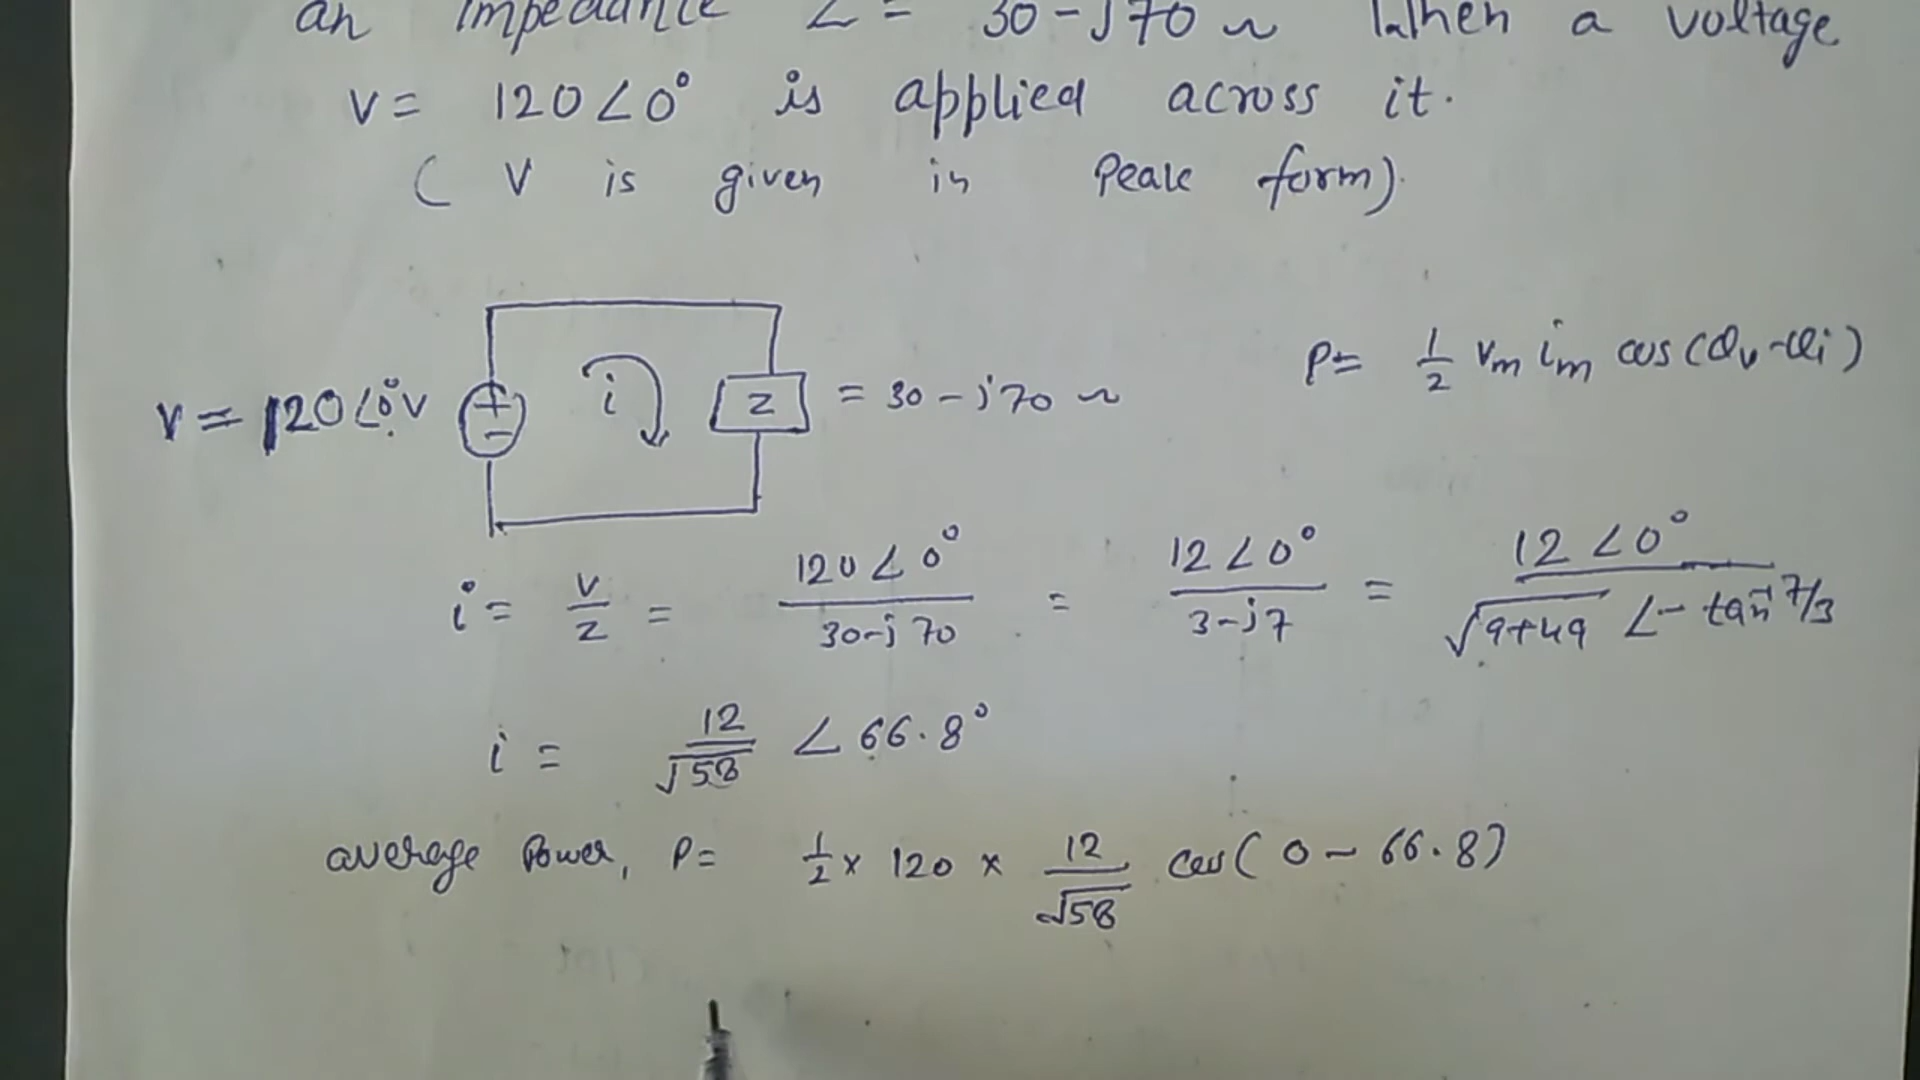 an impedance Z = 30-j70 ~ When a voltage
V = 120∠0° is applied across it.
( V is given in Peak form).
V = 120∠0°V + - i Z = 30-j70 ~
P = 1/2 Vm im cos(θv-θi)
i = V/Z = 120∠0° / 30-j70 = 12∠0° / 3-j7 = 12∠0° / √9+49 ∠-tan⁻¹7/3
i = 12/√58 ∠66.8°
average Power, P = 1/2 × 120 × 12/√58 cos(0-66.8)